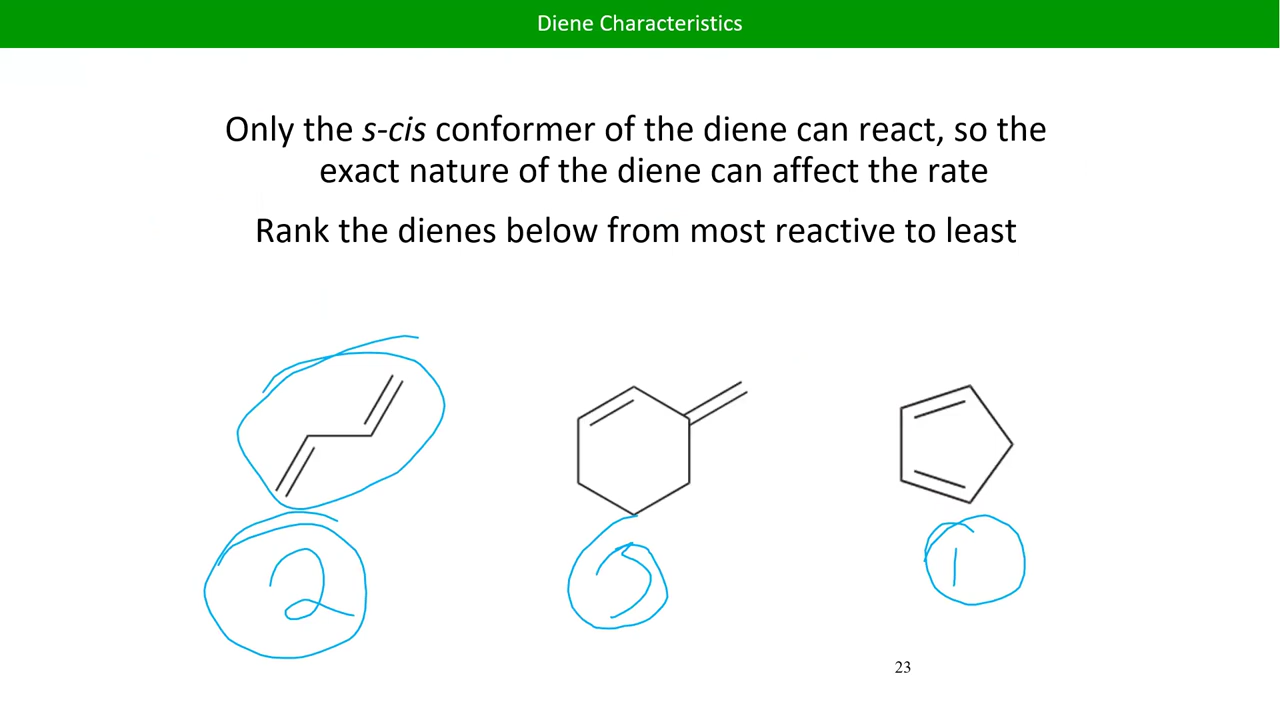 Diene Characteristics
Only the s-cis conformer of the diene can react, so the
exact nature of the diene can affect the rate
Rank the dienes below from most reactive to least
2
1
23